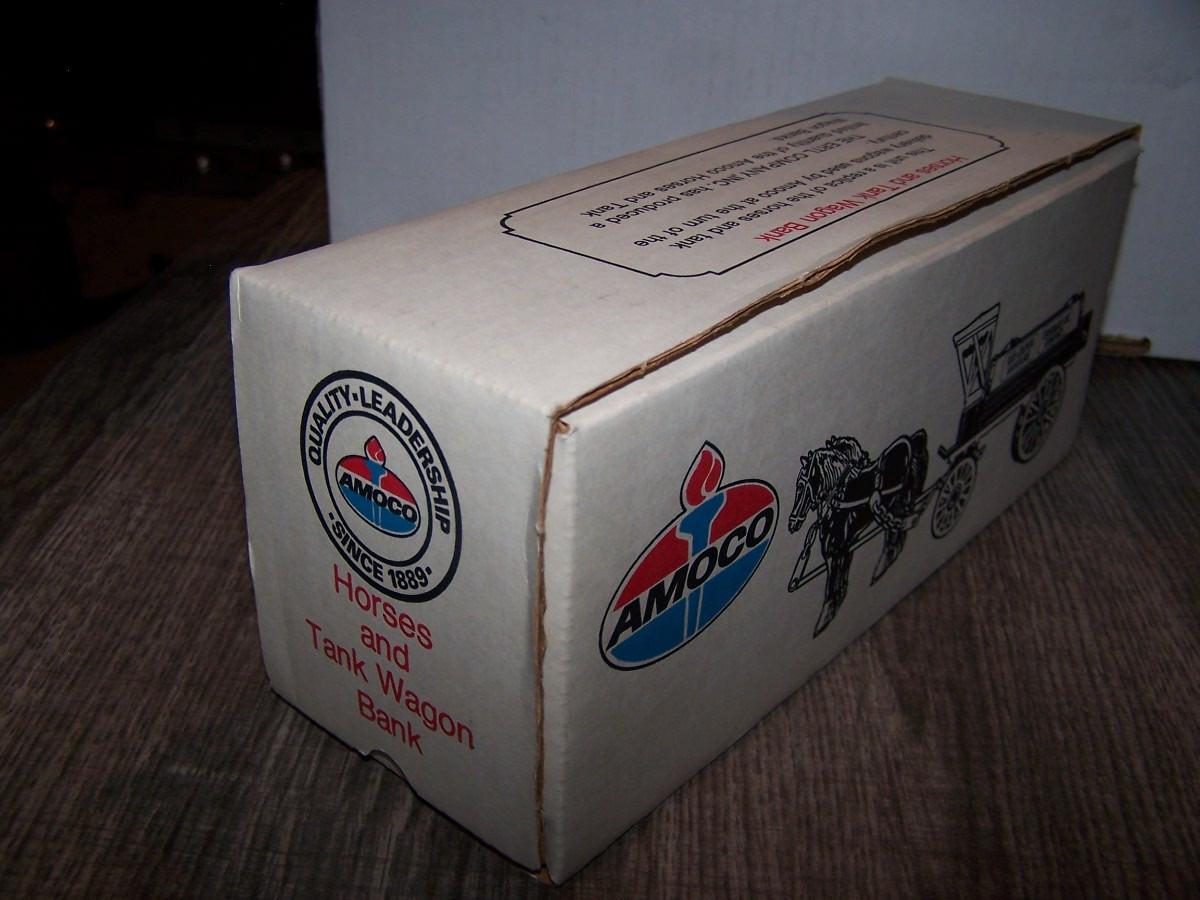 Horses and Tank Wagon Bank
This unit is a replica of the horses and tank
delivery wagons used by Amoco at the turn of the
century.
THE ERTL COMPANY, INC. has produced a
limited quantity of the Amoco Horses and Tank
Wagon Banks
QUALITY·LEADERSHIP
AMOCO
·SINCE 1889·
Horses
and
Tank Wagon
Bank
AMOCO